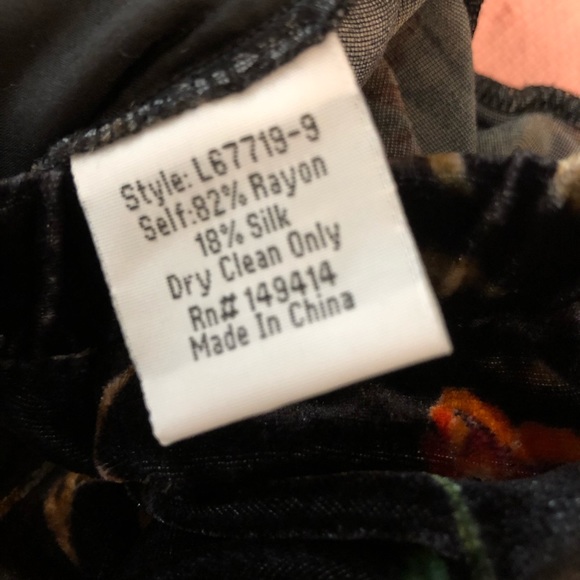 Style: L67719-9
Self:82% Rayon
18% Silk
Dry Clean Only
Rn# 149414
Made In China